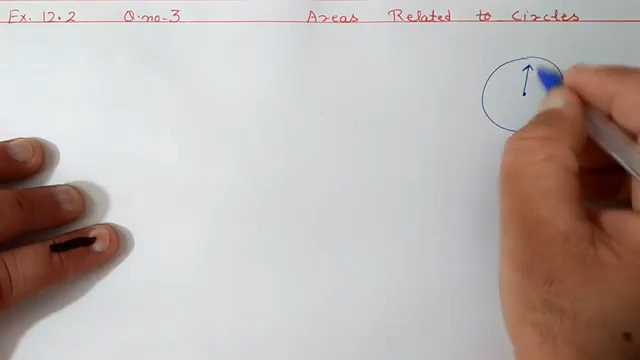 Ex. 12.2 Q.no-3 Areas Related to Circles